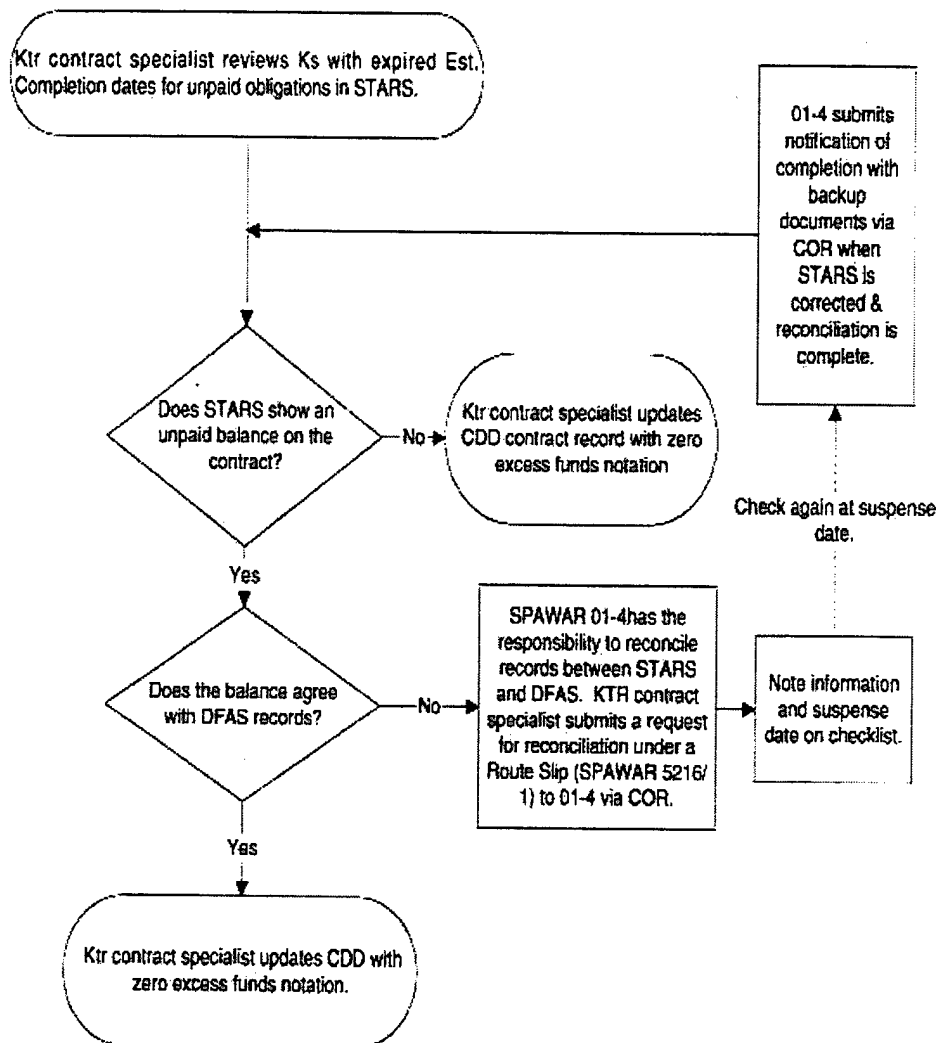 Ktr contract specialist reviews Ks with expired Est.
Completion dates for unpaid obligations in STARS.
01-4 submits
notification of
completion with
backup
documents via
COR when
STARS is
corrected &
reconciliation is
complete.
Does STARS show an
unpaid balance on the
contract?
No
Ktr contract specialist updates
CDD contract record with zero
excess funds notation
Check again at suspense
date.
Yes
Does the balance agree
with DFAS records?
No
SPAWAR 01-4has the
responsibility to reconcile
records between STARS
and DFAS. KTR contract
specialist submits a request
for reconciliation under a
Route Slip (SPAWAR 5216/
1) to 01-4 via COR.
Note information
and suspense
date on checklist.
Yes
Ktr contract specialist updates CDD with
zero excess funds notation.